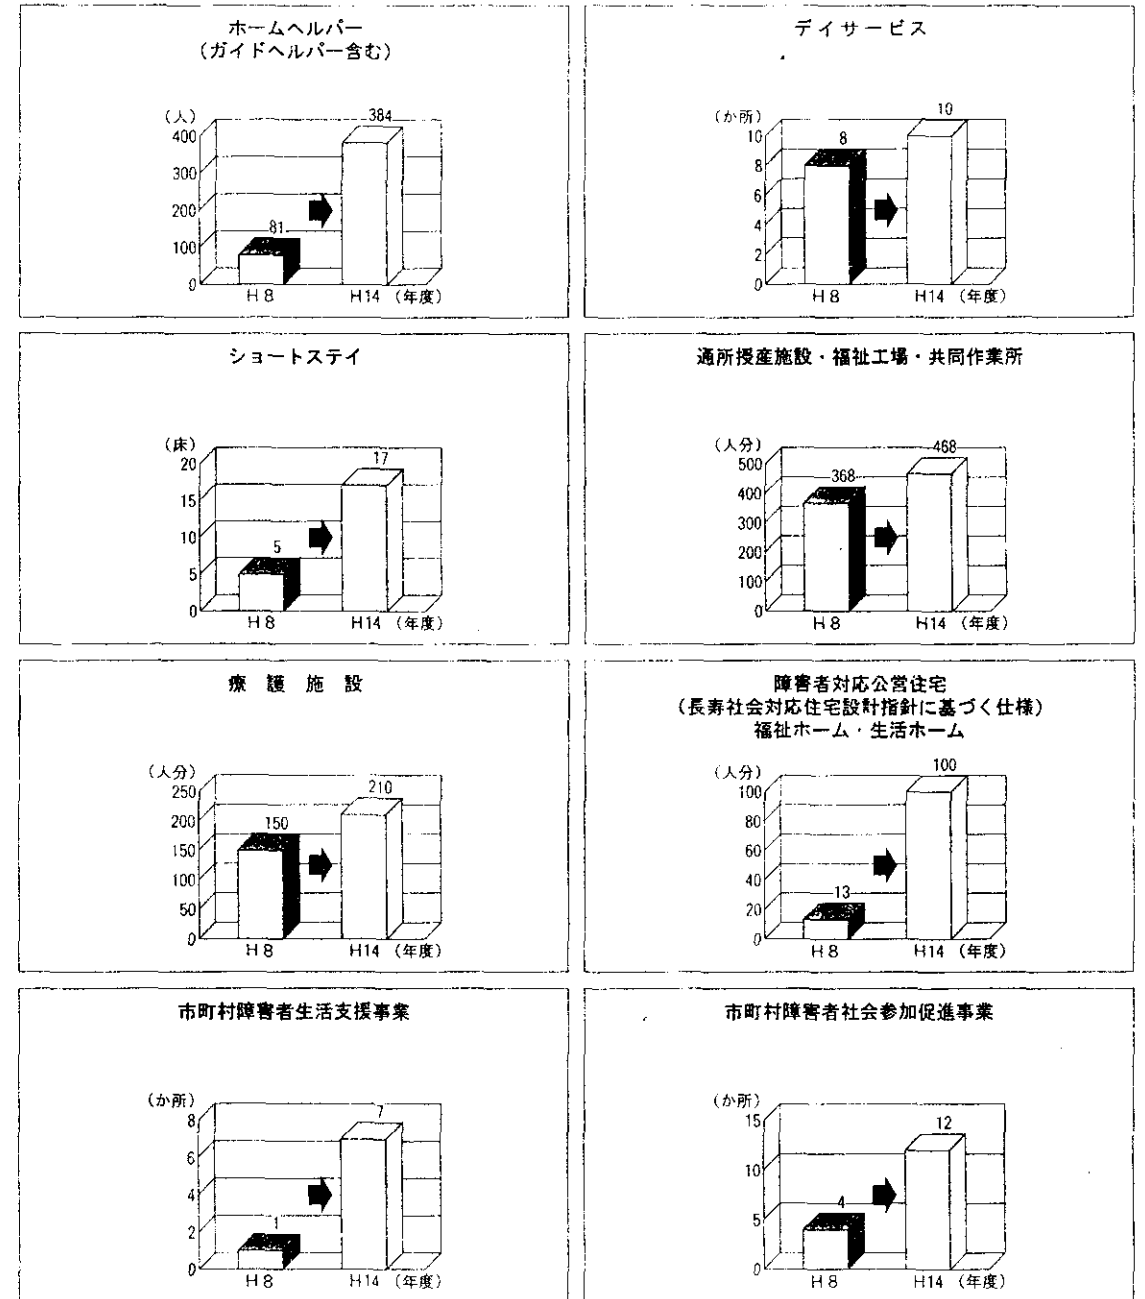 ホームヘルパー
(ガイドヘルパー含む)
(人)
384
400
300
200
100
0
81
H8
H14
(年度)
デイサービス
(か所)
10
10
8
6
4
2
0
8
H8
H14
(年度)
ショートステイ
(床)
17
20
15
10
5
0
5
H8
H14
(年度)
通所授産施設・福祉工場・共同作業所
(人分)
468
500
400
300
200
100
0
368
H8
H14
(年度)
療護施設
(人分)
210
250
200
150
100
50
0
150
H8
H14
(年度)
障害者対応公営住宅
(長寿社会対応住宅設計指針に基づく仕様)
福祉ホーム・生活ホーム
(人分)
100
100
80
60
40
20
0
13
H8
H14
(年度)
市町村障害者生活支援事業
(か所)
7
8
6
4
2
0
1
H8
H14
(年度)
市町村障害者社会参加促進事業
(か所)
12
15
10
5
0
4
H8
H14
(年度)